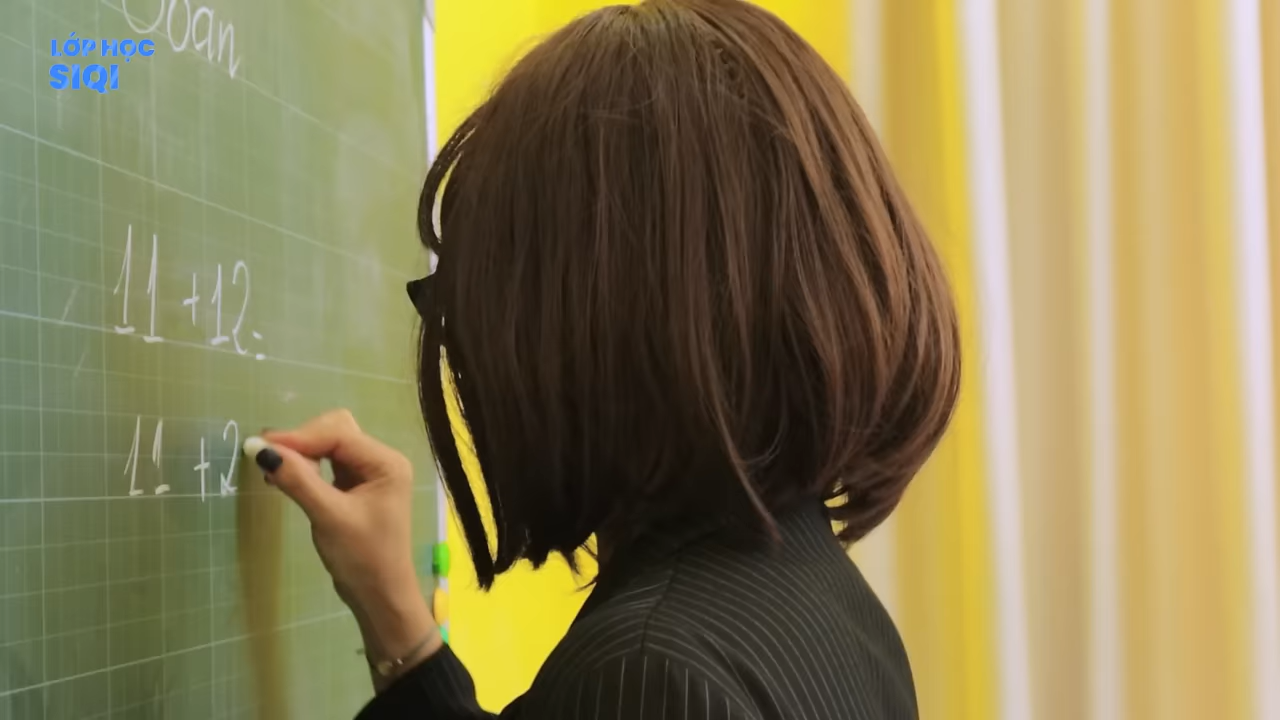 LỚP HỌC
SIQI
Toán
11 +12=
11 +2